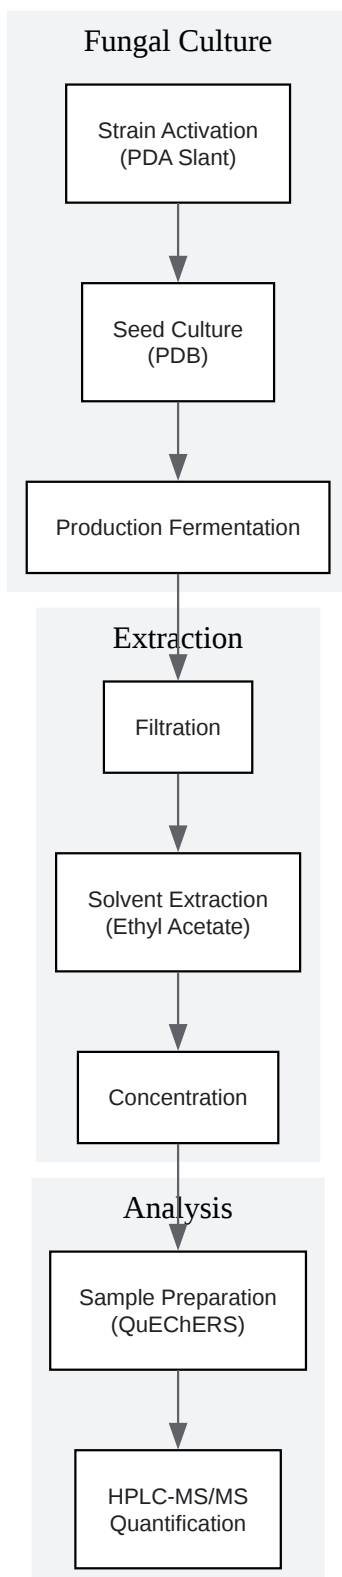 Fungal Culture
Strain Activation
(PDA Slant)
Seed Culture
(PDB)
Production Fermentation
Extraction
Filtration
Solvent Extraction
(Ethyl Acetate)
Concentration
Analysis
Sample Preparation
(QuEChERS)
HPLC-MS/MS
Quantification